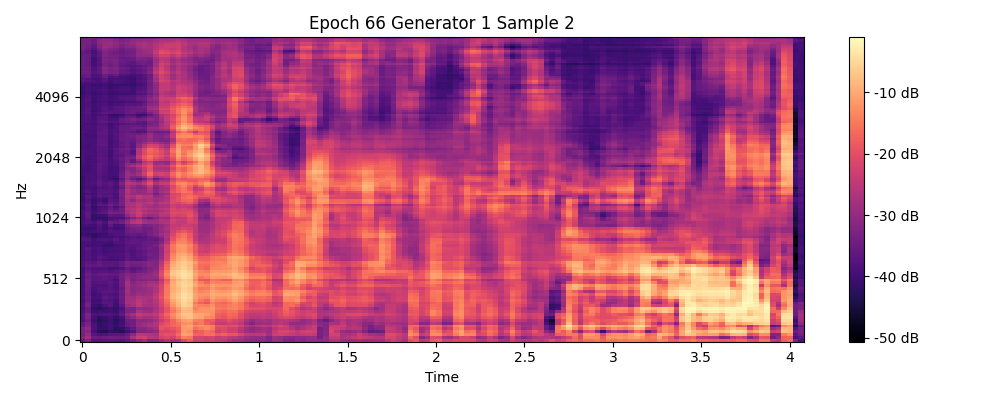 Epoch 66 Generator 1 Sample 2
Hz
4096
2048
1024
512
0
0 0.5 1 1.5 2 2.5 3 3.5 4
Time
-10 dB
-20 dB
-30 dB
-40 dB
-50 dB